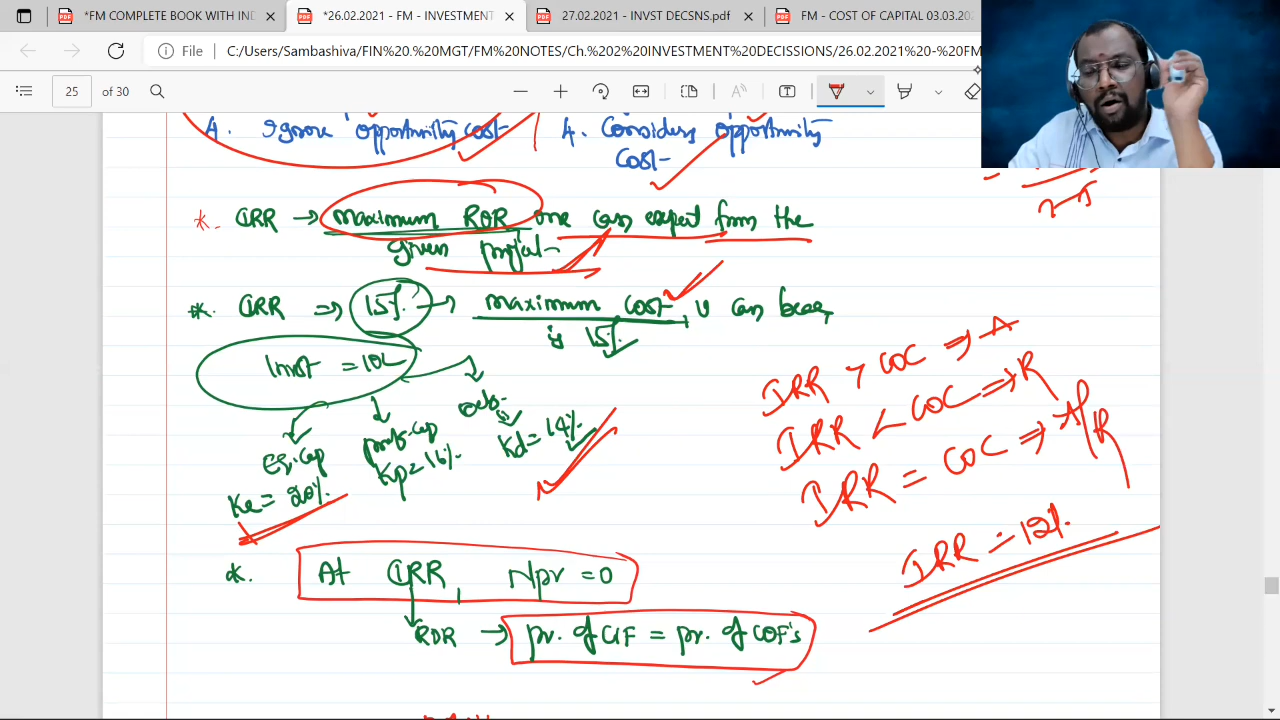 *FM COMPLETE BOOK WITH IND
*26.02.2021 - FM - INVESTMENT
27.02.2021 - INVST DECSNS.pdf
FM - COST OF CAPITAL 03.03.20
File
C:/Users/Sambashiva/FIN%20.%20MGT/FM%20NOTES/Ch.%202%20INVESTMENT%20DECISSIONS/26.02.2021%20-%20FM
25 of 30
4. Ignore opportunity cost
4. Considers opportunity
cost
*. IRR → maximum ROR one can expect from the
given
*. IRR ⇒ 15% → maximum cost, u can bear,
is 15%
Invst = 10L
Eq.Cap
Ke = 20%
pref.cap
Kp = 16%
Kd = 14%
IRR > COC ⇒ A
IRR < COC ⇒ R
IRR = COC ⇒ A/R
IRR = 12%
*. At IRR, Npv = 0
RDR → pv. of CIF = pv. of COF's